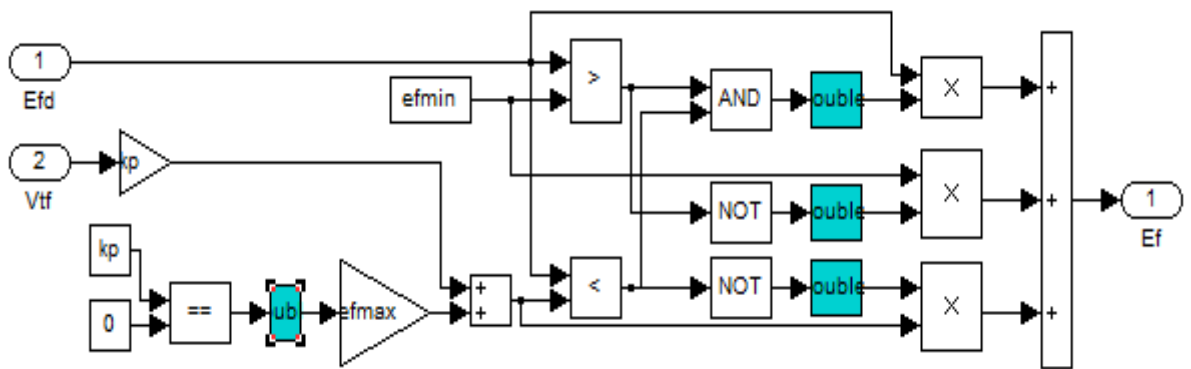 1
Efd
efmin
>
AND
ouble
X
+
2
Vtf
kp
NOT
ouble
X
+
1
Ef
kp
0
==
ub
efmax
+
+
<
NOT
ouble
X
+